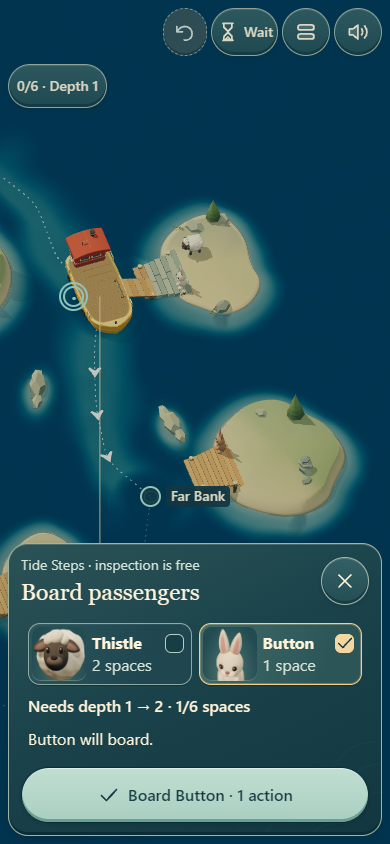 Wait
0/6 · Depth 1
Far Bank
Tide Steps · inspection is free
Board passengers
Thistle
2 spaces
Button
1 space
Needs depth 1 → 2 · 1/6 spaces
Button will board.
Board Button · 1 action